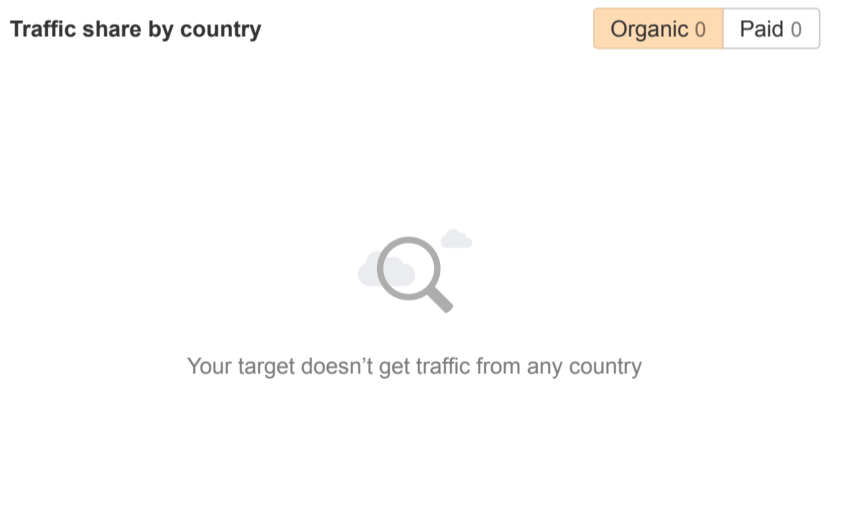 Traffic share by country
Organic 0
Paid 0
Your target doesn’t get traffic from any country